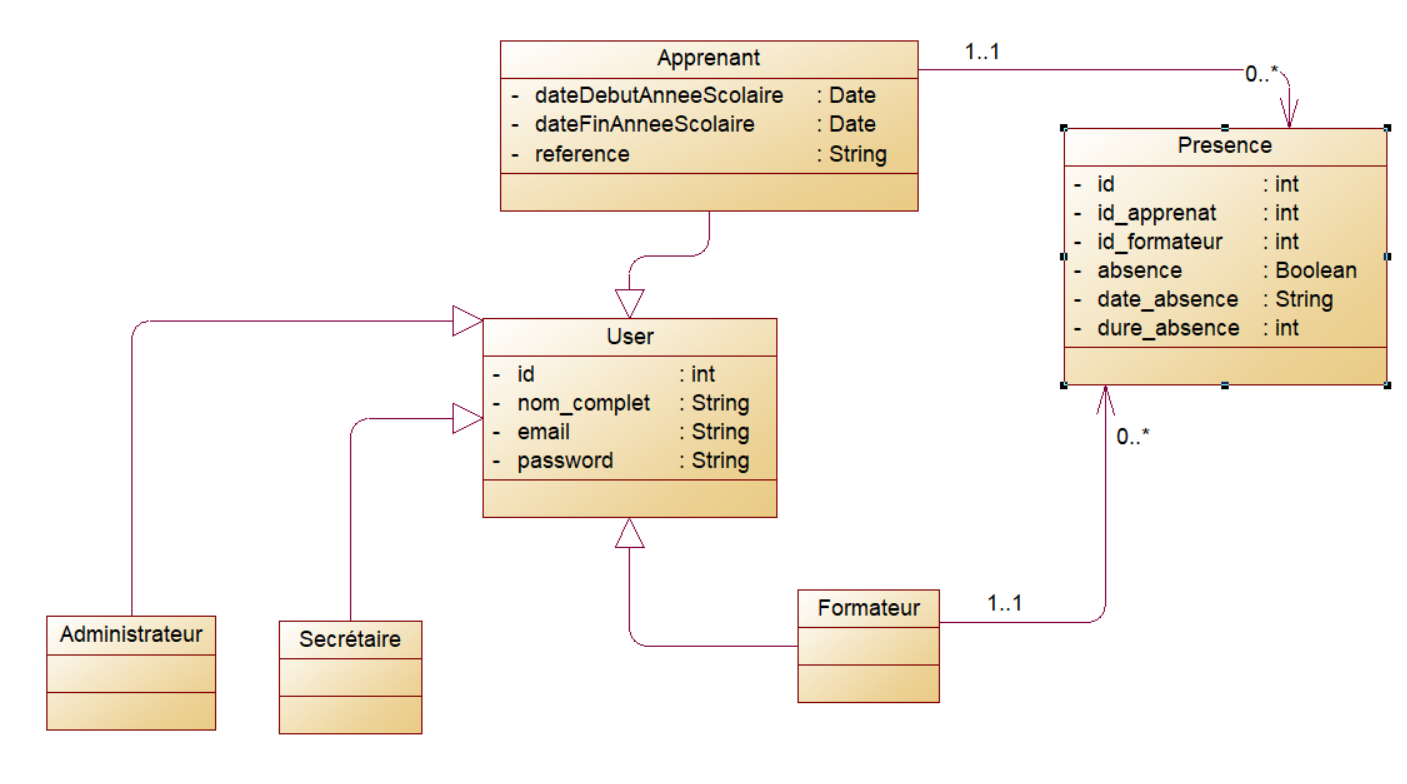 Apprenant
- dateDebutAnneeScolaire : Date
- dateFinAnneeScolaire : Date
- reference : String
1..1
0..*
Presence
- id : int
- id_apprenat : int
- id_formateur : int
- absence : Boolean
- date_absence : String
- dure_absence : int
User
- id : int
- nom_complet : String
- email : String
- password : String
0..*
Administrateur
Secrétaire
Formateur
1..1